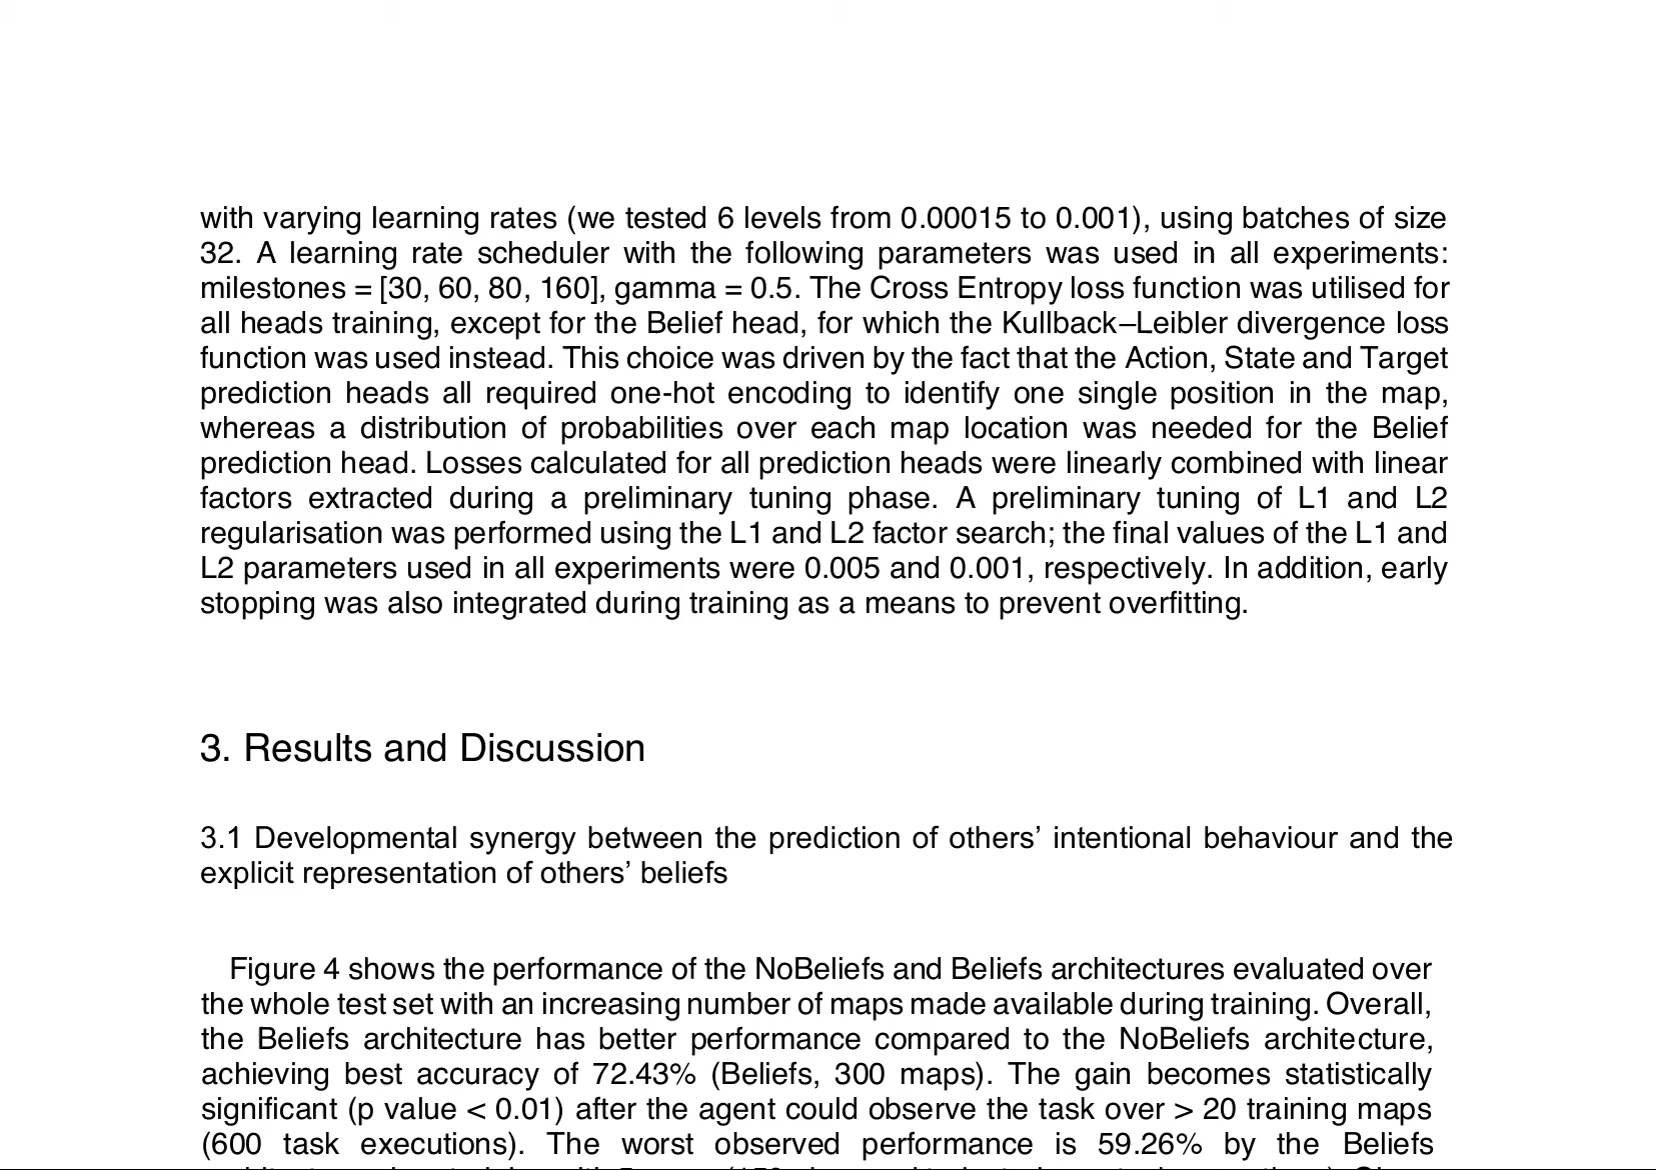 with varying learning rates (we tested 6 levels from 0.00015 to 0.001), using batches of size
32. A learning rate scheduler with the following parameters was used in all experiments:
milestones = [30, 60, 80, 160], gamma = 0.5. The Cross Entropy loss function was utilised for
all heads training, except for the Belief head, for which the Kullback–Leibler divergence loss
function was used instead. This choice was driven by the fact that the Action, State and Target
prediction heads all required one-hot encoding to identify one single position in the map,
whereas a distribution of probabilities over each map location was needed for the Belief
prediction head. Losses calculated for all prediction heads were linearly combined with linear
factors extracted during a preliminary tuning phase. A preliminary tuning of L1 and L2
regularisation was performed using the L1 and L2 factor search; the final values of the L1 and
L2 parameters used in all experiments were 0.005 and 0.001, respectively. In addition, early
stopping was also integrated during training as a means to prevent overfitting.
3. Results and Discussion
3.1 Developmental synergy between the prediction of others’ intentional behaviour and the
explicit representation of others’ beliefs
Figure 4 shows the performance of the NoBeliefs and Beliefs architectures evaluated over
the whole test set with an increasing number of maps made available during training. Overall,
the Beliefs architecture has better performance compared to the NoBeliefs architecture,
achieving best accuracy of 72.43% (Beliefs, 300 maps). The gain becomes statistically
significant (p value < 0.01) after the agent could observe the task over > 20 training maps
(600 task executions). The worst observed performance is 59.26% by the Beliefs